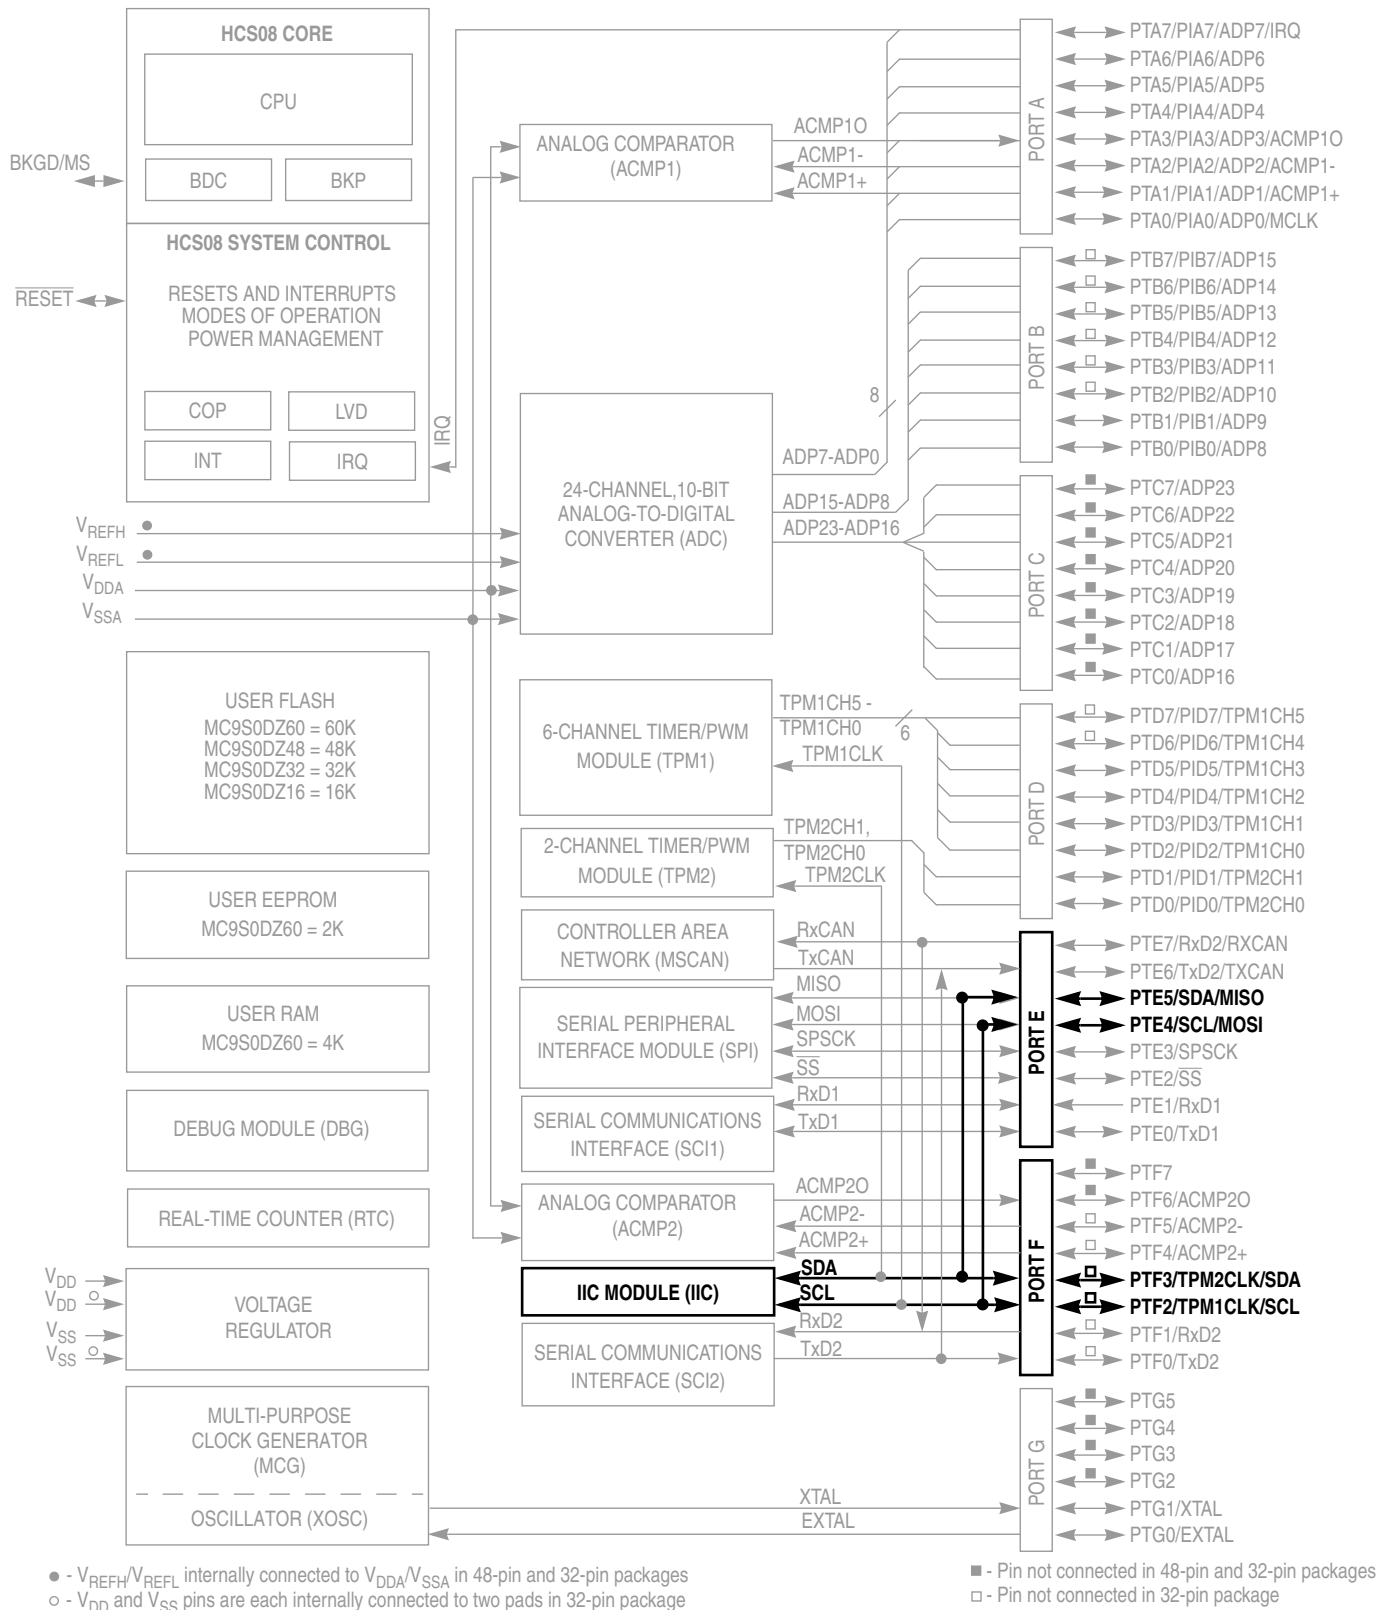 HCS08 CORE
CPU
BDC
BKP
BKGD/MS
HCS08 SYSTEM CONTROL
RESETS AND INTERRUPTS
MODES OF OPERATION
POWER MANAGEMENT
RESET
COP
LVD
INT
IRQ
IRQ
VREFH
VREFL
VDDA
VSSA
USER FLASH
MC9S0DZ60 = 60K
MC9S0DZ48 = 48K
MC9S0DZ32 = 32K
MC9S0DZ16 = 16K
USER EEPROM
MC9S0DZ60 = 2K
USER RAM
MC9S0DZ60 = 4K
DEBUG MODULE (DBG)
REAL-TIME COUNTER (RTC)
VDD
VDD
VSS
VSS
VOLTAGE
REGULATOR
MULTI-PURPOSE
CLOCK GENERATOR
(MCG)
OSCILLATOR (XOSC)
ANALOG COMPARATOR
(ACMP1)
ACMP1O
ACMP1-
ACMP1+
24-CHANNEL,10-BIT
ANALOG-TO-DIGITAL
CONVERTER (ADC)
8
ADP7-ADP0
ADP15-ADP8
ADP23-ADP16
6-CHANNEL TIMER/PWM
MODULE (TPM1)
TPM1CH5 -
TPM1CH0
6
TPM1CLK
2-CHANNEL TIMER/PWM
MODULE (TPM2)
TPM2CH1,
TPM2CH0
TPM2CLK
CONTROLLER AREA
NETWORK (MSCAN)
RxCAN
TxCAN
SERIAL PERIPHERAL
INTERFACE MODULE (SPI)
MISO
MOSI
SPSCK
SS
SERIAL COMMUNICATIONS
INTERFACE (SCI1)
RxD1
TxD1
ANALOG COMPARATOR
(ACMP2)
ACMP2O
ACMP2-
ACMP2+
IIC MODULE (IIC)
SDA
SCL
SERIAL COMMUNICATIONS
INTERFACE (SCI2)
RxD2
TxD2
XTAL
EXTAL
PORT A
PTA7/PIA7/ADP7/IRQ
PTA6/PIA6/ADP6
PTA5/PIA5/ADP5
PTA4/PIA4/ADP4
PTA3/PIA3/ADP3/ACMP1O
PTA2/PIA2/ADP2/ACMP1-
PTA1/PIA1/ADP1/ACMP1+
PTA0/PIA0/ADP0/MCLK
PORT B
PTB7/PIB7/ADP15
PTB6/PIB6/ADP14
PTB5/PIB5/ADP13
PTB4/PIB4/ADP12
PTB3/PIB3/ADP11
PTB2/PIB2/ADP10
PTB1/PIB1/ADP9
PTB0/PIB0/ADP8
PORT C
PTC7/ADP23
PTC6/ADP22
PTC5/ADP21
PTC4/ADP20
PTC3/ADP19
PTC2/ADP18
PTC1/ADP17
PTC0/ADP16
PORT D
PTD7/PID7/TPM1CH5
PTD6/PID6/TPM1CH4
PTD5/PID5/TPM1CH3
PTD4/PID4/TPM1CH2
PTD3/PID3/TPM1CH1
PTD2/PID2/TPM1CH0
PTD1/PID1/TPM2CH1
PTD0/PID0/TPM2CH0
PORT E
PTE7/RxD2/RXCAN
PTE6/TxD2/TXCAN
PTE5/SDA/MISO
PTE4/SCL/MOSI
PTE3/SPSCK
PTE2/SS
PTE1/RxD1
PTE0/TxD1
PORT F
PTF7
PTF6/ACMP2O
PTF5/ACMP2-
PTF4/ACMP2+
PTF3/TPM2CLK/SDA
PTF2/TPM1CLK/SCL
PTF1/RxD2
PTF0/TxD2
PORT G
PTG5
PTG4
PTG3
PTG2
PTG1/XTAL
PTG0/EXTAL
● - VREFH/VREFL internally connected to VDDA/VSSA in 48-pin and 32-pin packages
○ - VDD and VSS pins are each internally connected to two pads in 32-pin package
■ - Pin not connected in 48-pin and 32-pin packages
□ - Pin not connected in 32-pin package